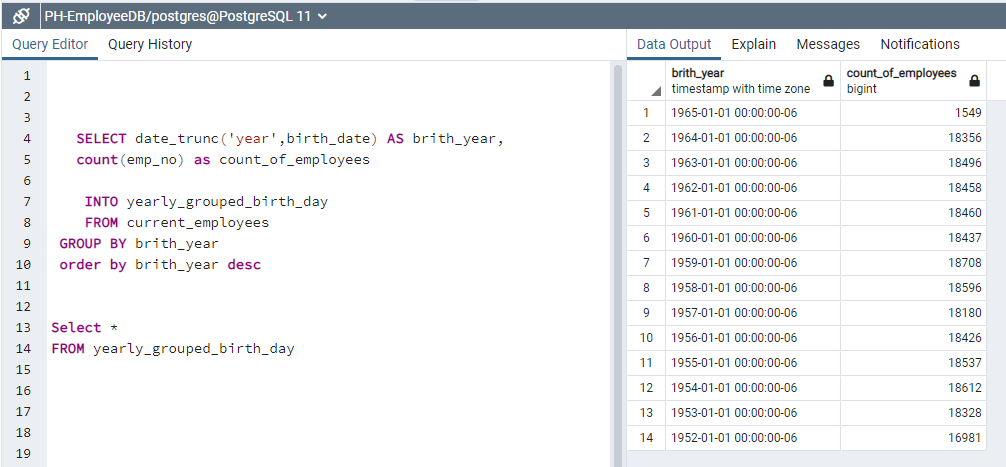 PH-EmployeeDB/postgres@PostgreSQL 11
Query Editor Query History
1
2
3
4 SELECT date_trunc('year',birth_date) AS brith_year,
5 count(emp_no) as count_of_employees
6
7 INTO yearly_grouped_birth_day
8 FROM current_employees
9 GROUP BY brith_year
10 order by brith_year desc
11
12
13 Select *
14 FROM yearly_grouped_birth_day
15
16
17
18
19
Data Output Explain Messages Notifications
brith_year count_of_employees
timestamp with time zone bigint
1 1965-01-01 00:00:00-06 1549
2 1964-01-01 00:00:00-06 18356
3 1963-01-01 00:00:00-06 18496
4 1962-01-01 00:00:00-06 18458
5 1961-01-01 00:00:00-06 18460
6 1960-01-01 00:00:00-06 18437
7 1959-01-01 00:00:00-06 18708
8 1958-01-01 00:00:00-06 18596
9 1957-01-01 00:00:00-06 18180
10 1956-01-01 00:00:00-06 18426
11 1955-01-01 00:00:00-06 18537
12 1954-01-01 00:00:00-06 18612
13 1953-01-01 00:00:00-06 18328
14 1952-01-01 00:00:00-06 16981